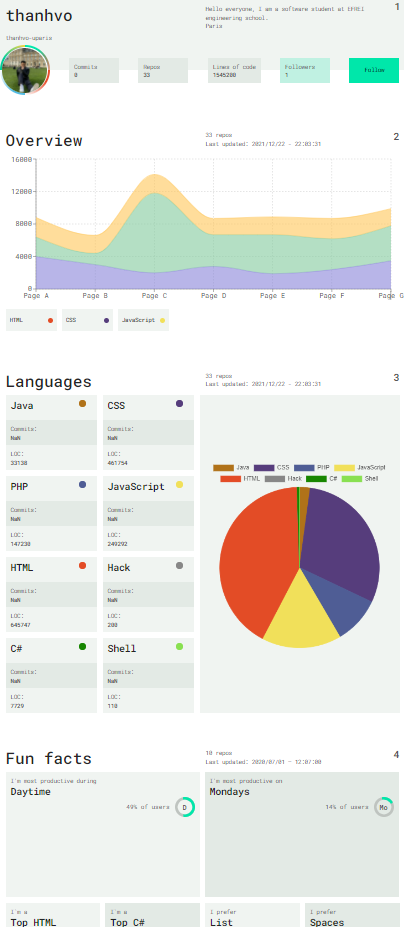 thanhvo
Hello everyone, I am a software student at EFREI
engineering school.
Paris
1
thanhvo-uparis
Commits
0
Repos
33
Lines of code
1545280
Followers
1
Follow
Overview
33 repos
Last updated: 2021/12/22 - 22:03:31
2
16000
12000
8000
4000
0
Page A
Page B
Page C
Page D
Page E
Page F
Page G
HTML
CSS
JavaScript
Languages
33 repos
Last updated: 2021/12/22 - 22:03:31
3
Java
Commits:
NaN
LOC:
33138
CSS
Commits:
NaN
LOC:
461754
PHP
Commits:
NaN
LOC:
147230
JavaScript
Commits:
NaN
LOC:
249292
HTML
Commits:
NaN
LOC:
645747
Hack
Commits:
NaN
LOC:
280
C#
Commits:
NaN
LOC:
7729
Shell
Commits:
NaN
LOC:
110
Java
CSS
PHP
JavaScript
HTML
Hack
C#
Shell
Fun facts
10 repos
Last updated: 2020/07/01 - 12:07:00
4
I'm most productive during
Daytime
49% of users
D
I'm most productive on
Mondays
14% of users
Mo
I'm a
Top HTML
I'm a
Top C#
I prefer
List
I prefer
Spaces